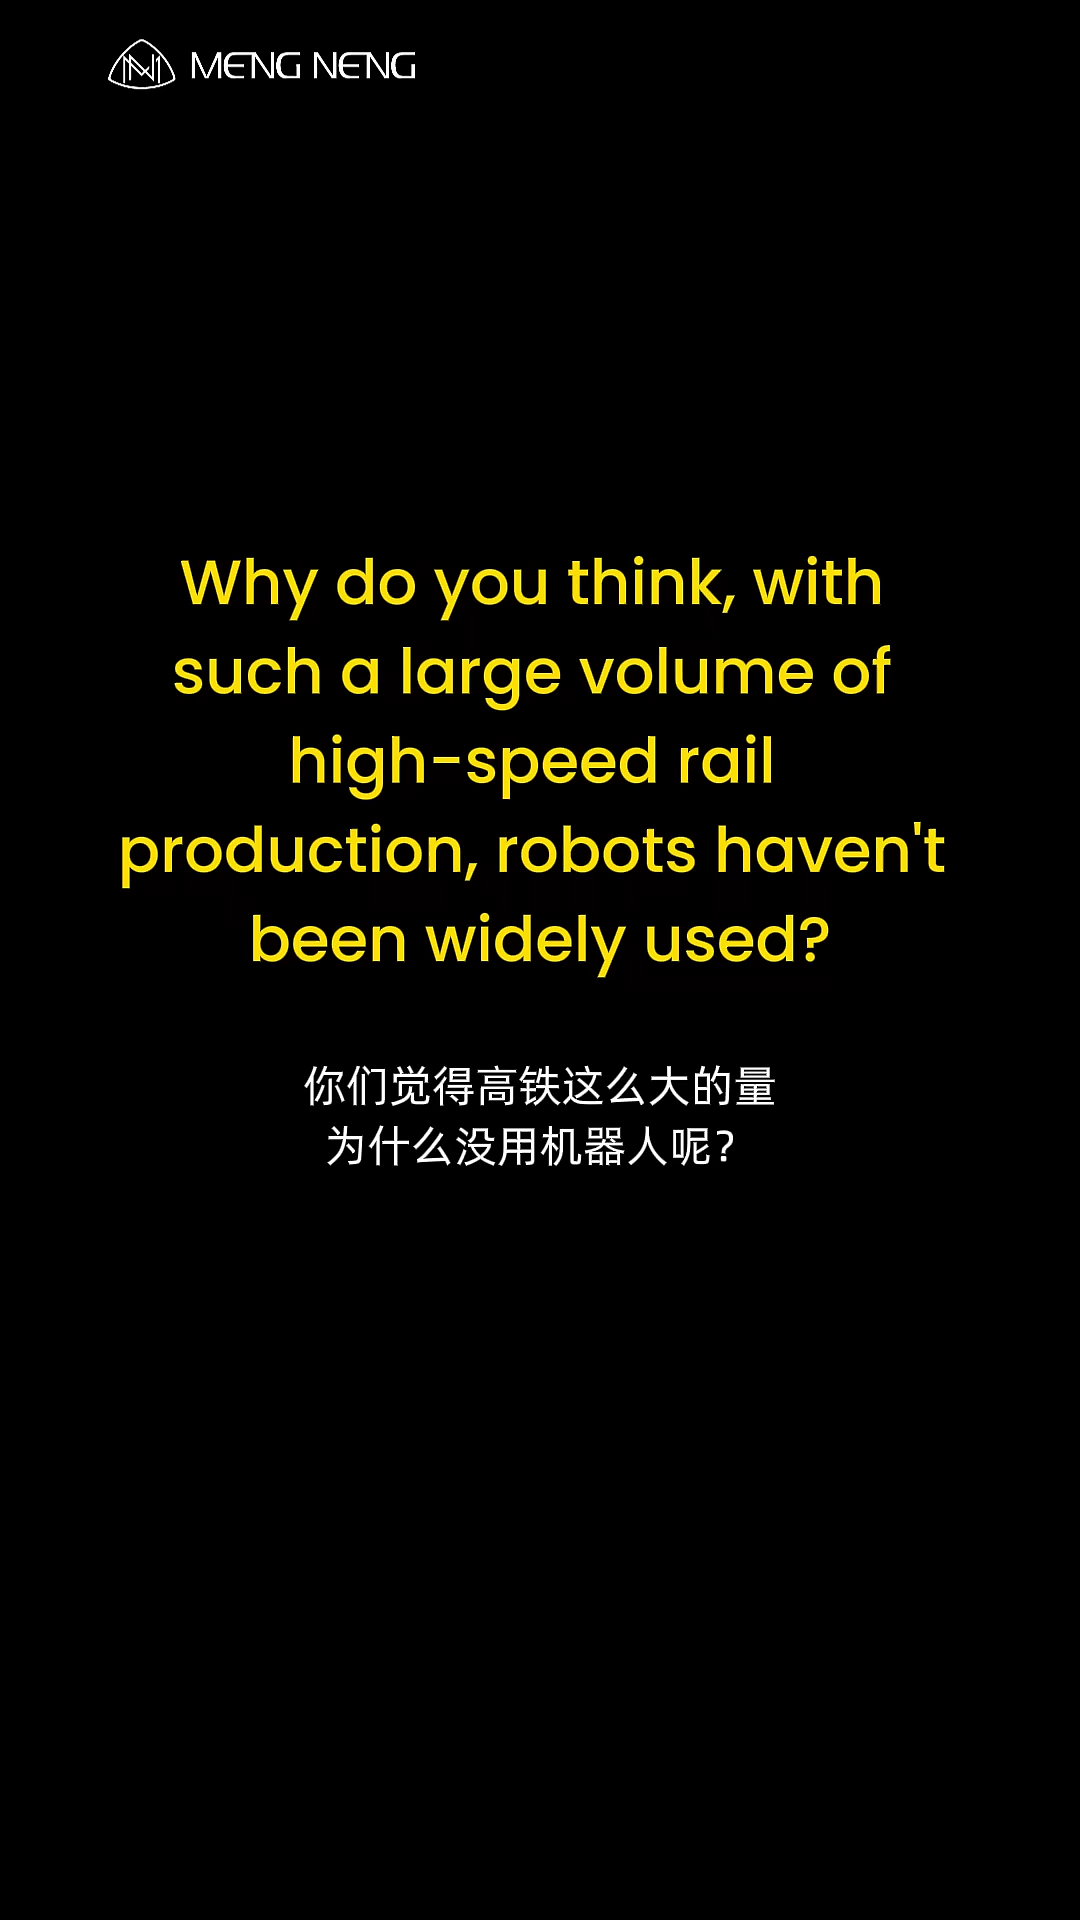 MENG NENG
Why do you think, with
such a large volume of
high-speed rail
production, robots haven't
been widely used?
你们觉得高铁这么大的量
为什么没用机器人呢？